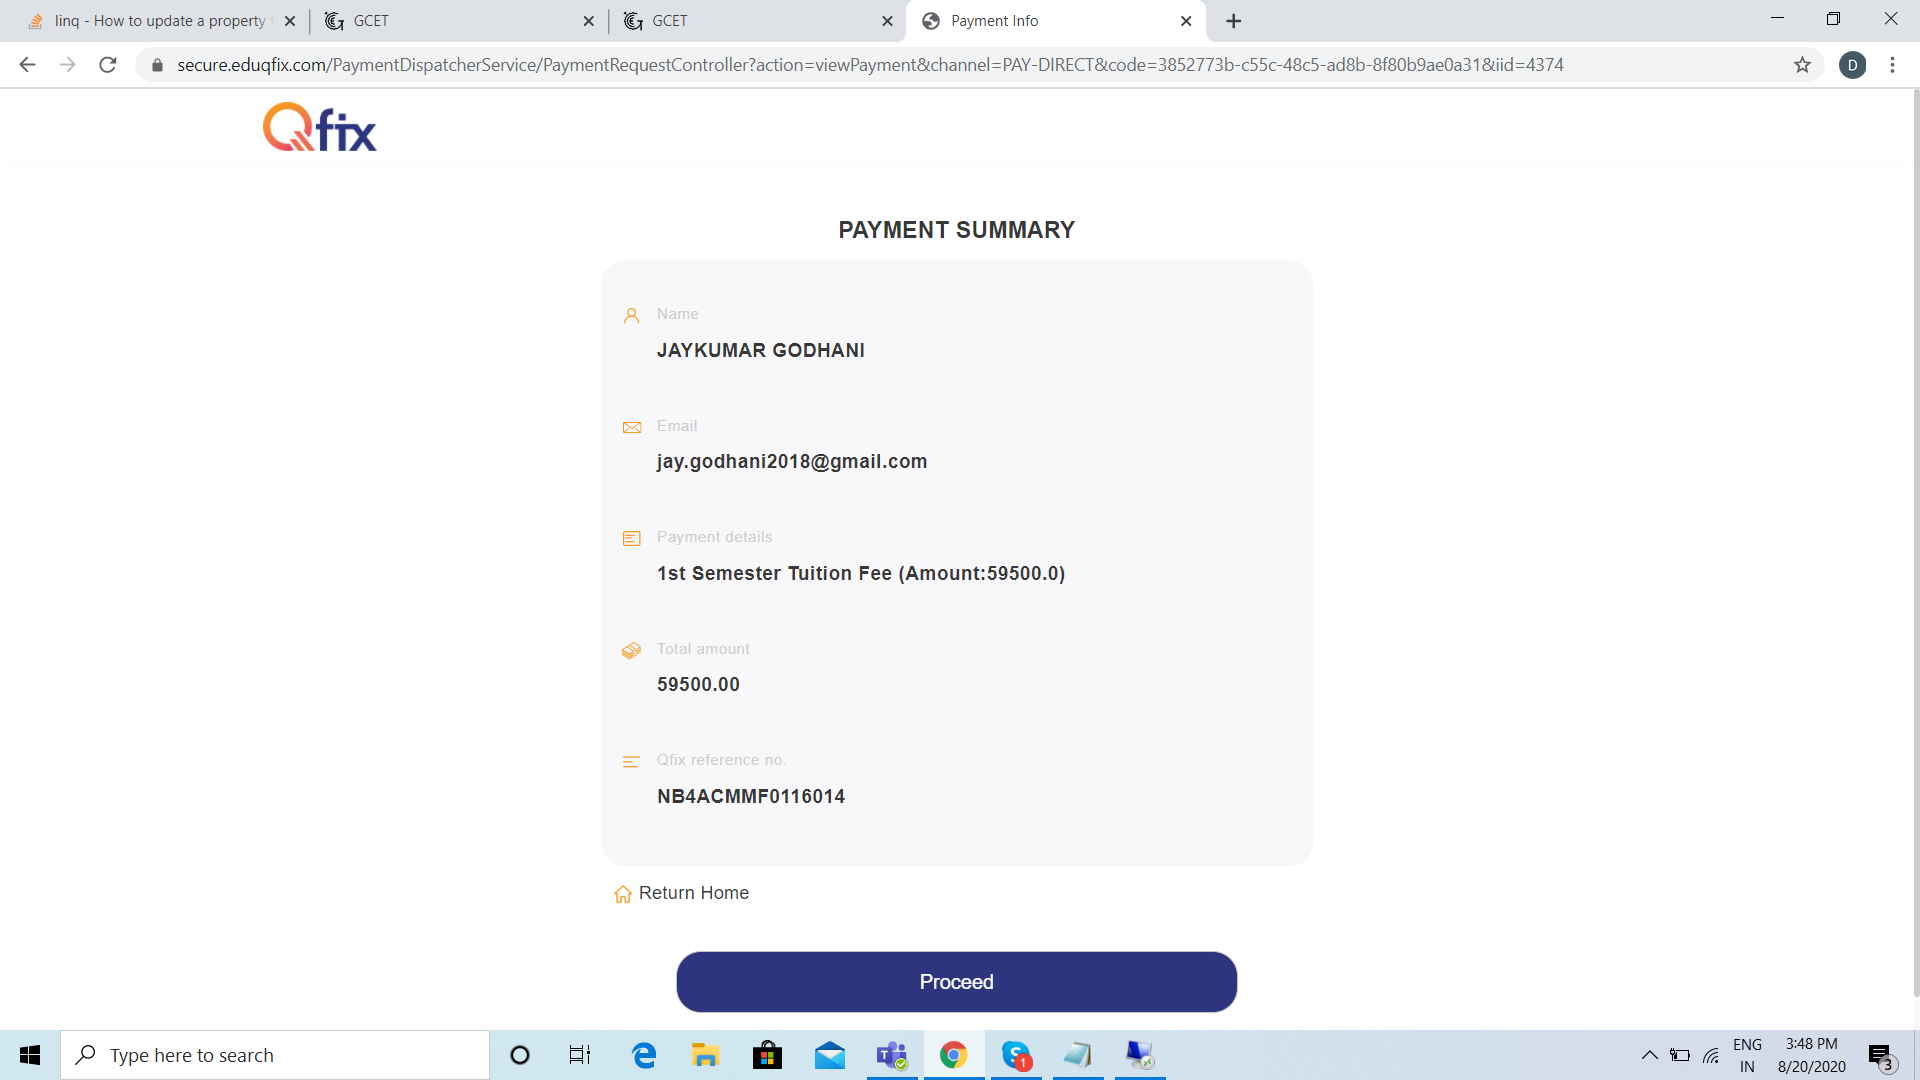 linq - How to update a property
GCET
GCET
Payment Info
secure.eduqfix.com/PaymentDispatcherService/PaymentRequestController?action=viewPayment&channel=PAY-DIRECT&code=3852773b-c55c-48c5-ad8b-8f80b9ae0a31&iid=4374
D
Qfix
PAYMENT SUMMARY
Name
JAYKUMAR GODHANI
Email
jay.godhani2018@gmail.com
Payment details
1st Semester Tuition Fee (Amount:59500.0)
Total amount
59500.00
Qfix reference no.
NB4ACMMF0116014
Return Home
Proceed
Type here to search
1
ENG
IN
3:48 PM
8/20/2020
3